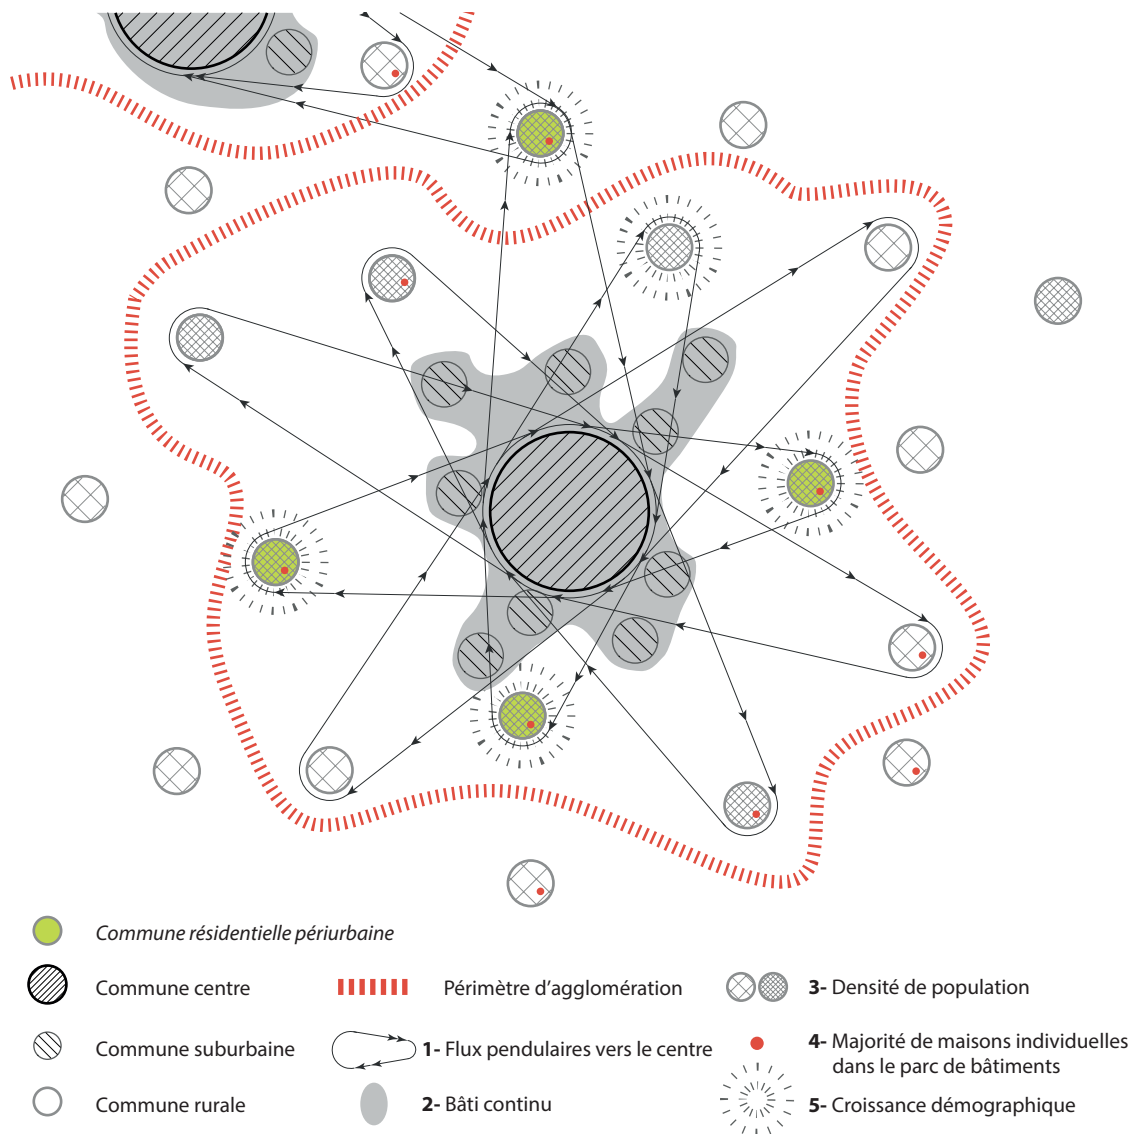 Commune résidentielle périurbaine
Commune centre
Périmètre d'agglomération
3- Densité de population
Commune suburbaine
1- Flux pendulaires vers le centre
4- Majorité de maisons individuelles
dans le parc de bâtiments
Commune rurale
2- Bâti continu
5- Croissance démographique